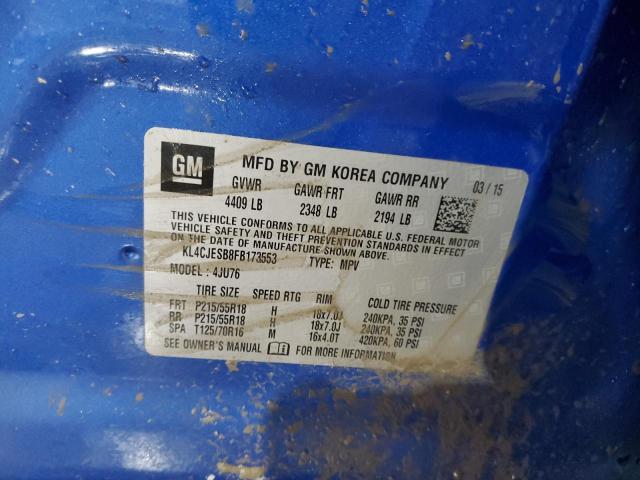 GM
MFD BY GM KOREA COMPANY 03/15
GVWR GAWR FRT GAWR RR
4409 LB 2348 LB 2194 LB
THIS VEHICLE CONFORMS TO ALL APPLICABLE U.S. FEDERAL MOTOR
VEHICLE SAFETY AND THEFT PREVENTION STANDARDS IN EFFECT
ON THE DATE OF MANUFACTURE SHOWN ABOVE.
KL4CJESB8FB173553 TYPE: MPV
MODEL: 4JU76
TIRE SIZE SPEED RTG RIM COLD TIRE PRESSURE
FRT P215/55R18 H 18x7.0J 240KPA, 35 PSI
RR P215/55R18 H 18x7.0J 240KPA, 35 PSI
SPA T125/70R16 M 16x4.0T 420KPA, 60 PSI
SEE OWNER'S MANUAL FOR MORE INFORMATION